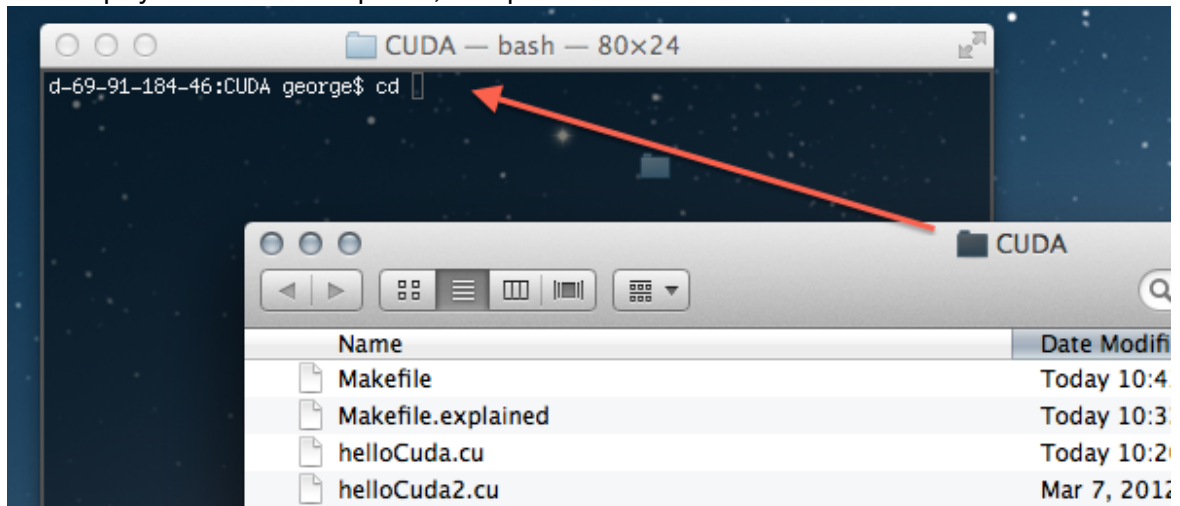 CUDA — bash — 80×24
d-69-91-184-46:CUDA george$ cd
CUDA
Name Date Modifi
Makefile Today 10:4
Makefile.explained Today 10:3
helloCuda.cu Today 10:2
helloCuda2.cu Mar 7, 2012